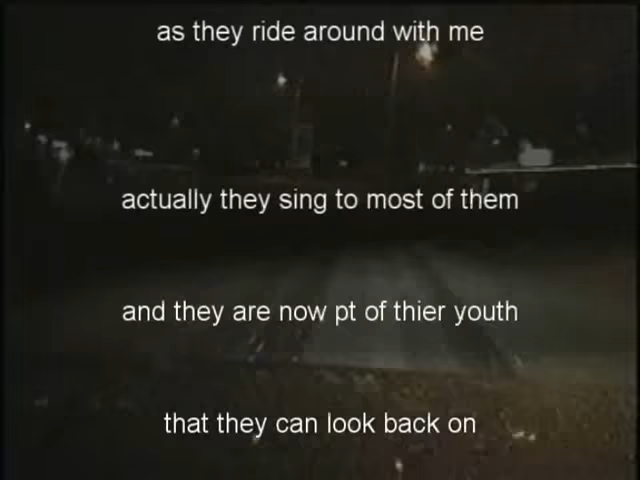 as they ride around with me
actually they sing to most of them
and they are now pt of thier youth
that they can look back on